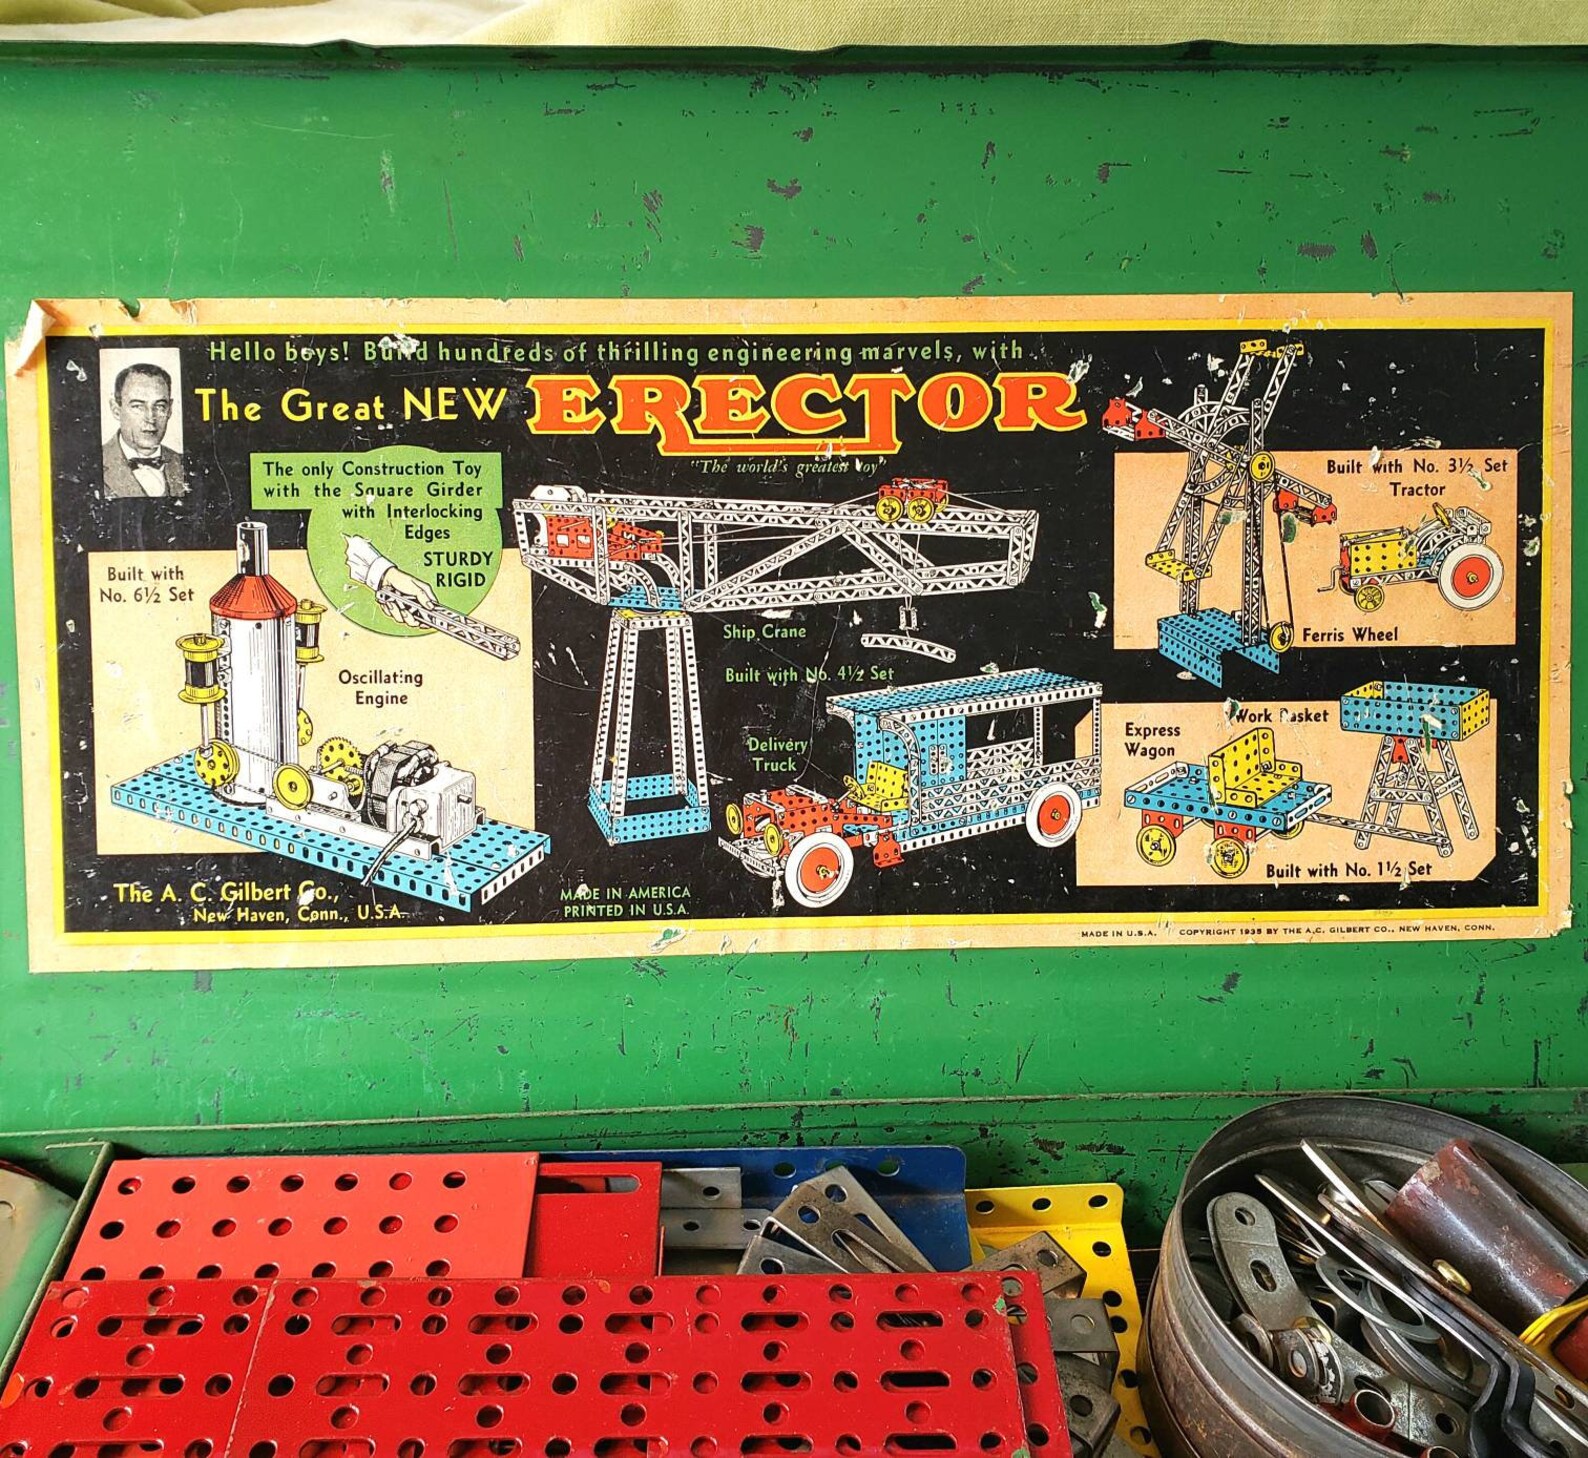 Hello boys! Build hundreds of thrilling engineering marvels, with
The Great NEW ERECTOR
"The world's greatest toy"
The only Construction Toy
with the Square Girder
with Interlocking
Edges
STURDY
RIGID
Built with
No. 6½ Set
Oscillating
Engine
The A. C. Gilbert Co.,
New Haven, Conn., U.S.A.
Ship Crane
Built with No. 4½ Set
Delivery
Truck
MADE IN AMERICA
PRINTED IN U.S.A.
Built with No. 3½ Set
Tractor
Ferris Wheel
Express
Wagon
Work Basket
Built with No. 1½ Set
MADE IN U.S.A. COPYRIGHT 1935 BY THE A.C. GILBERT CO., NEW HAVEN, CONN.